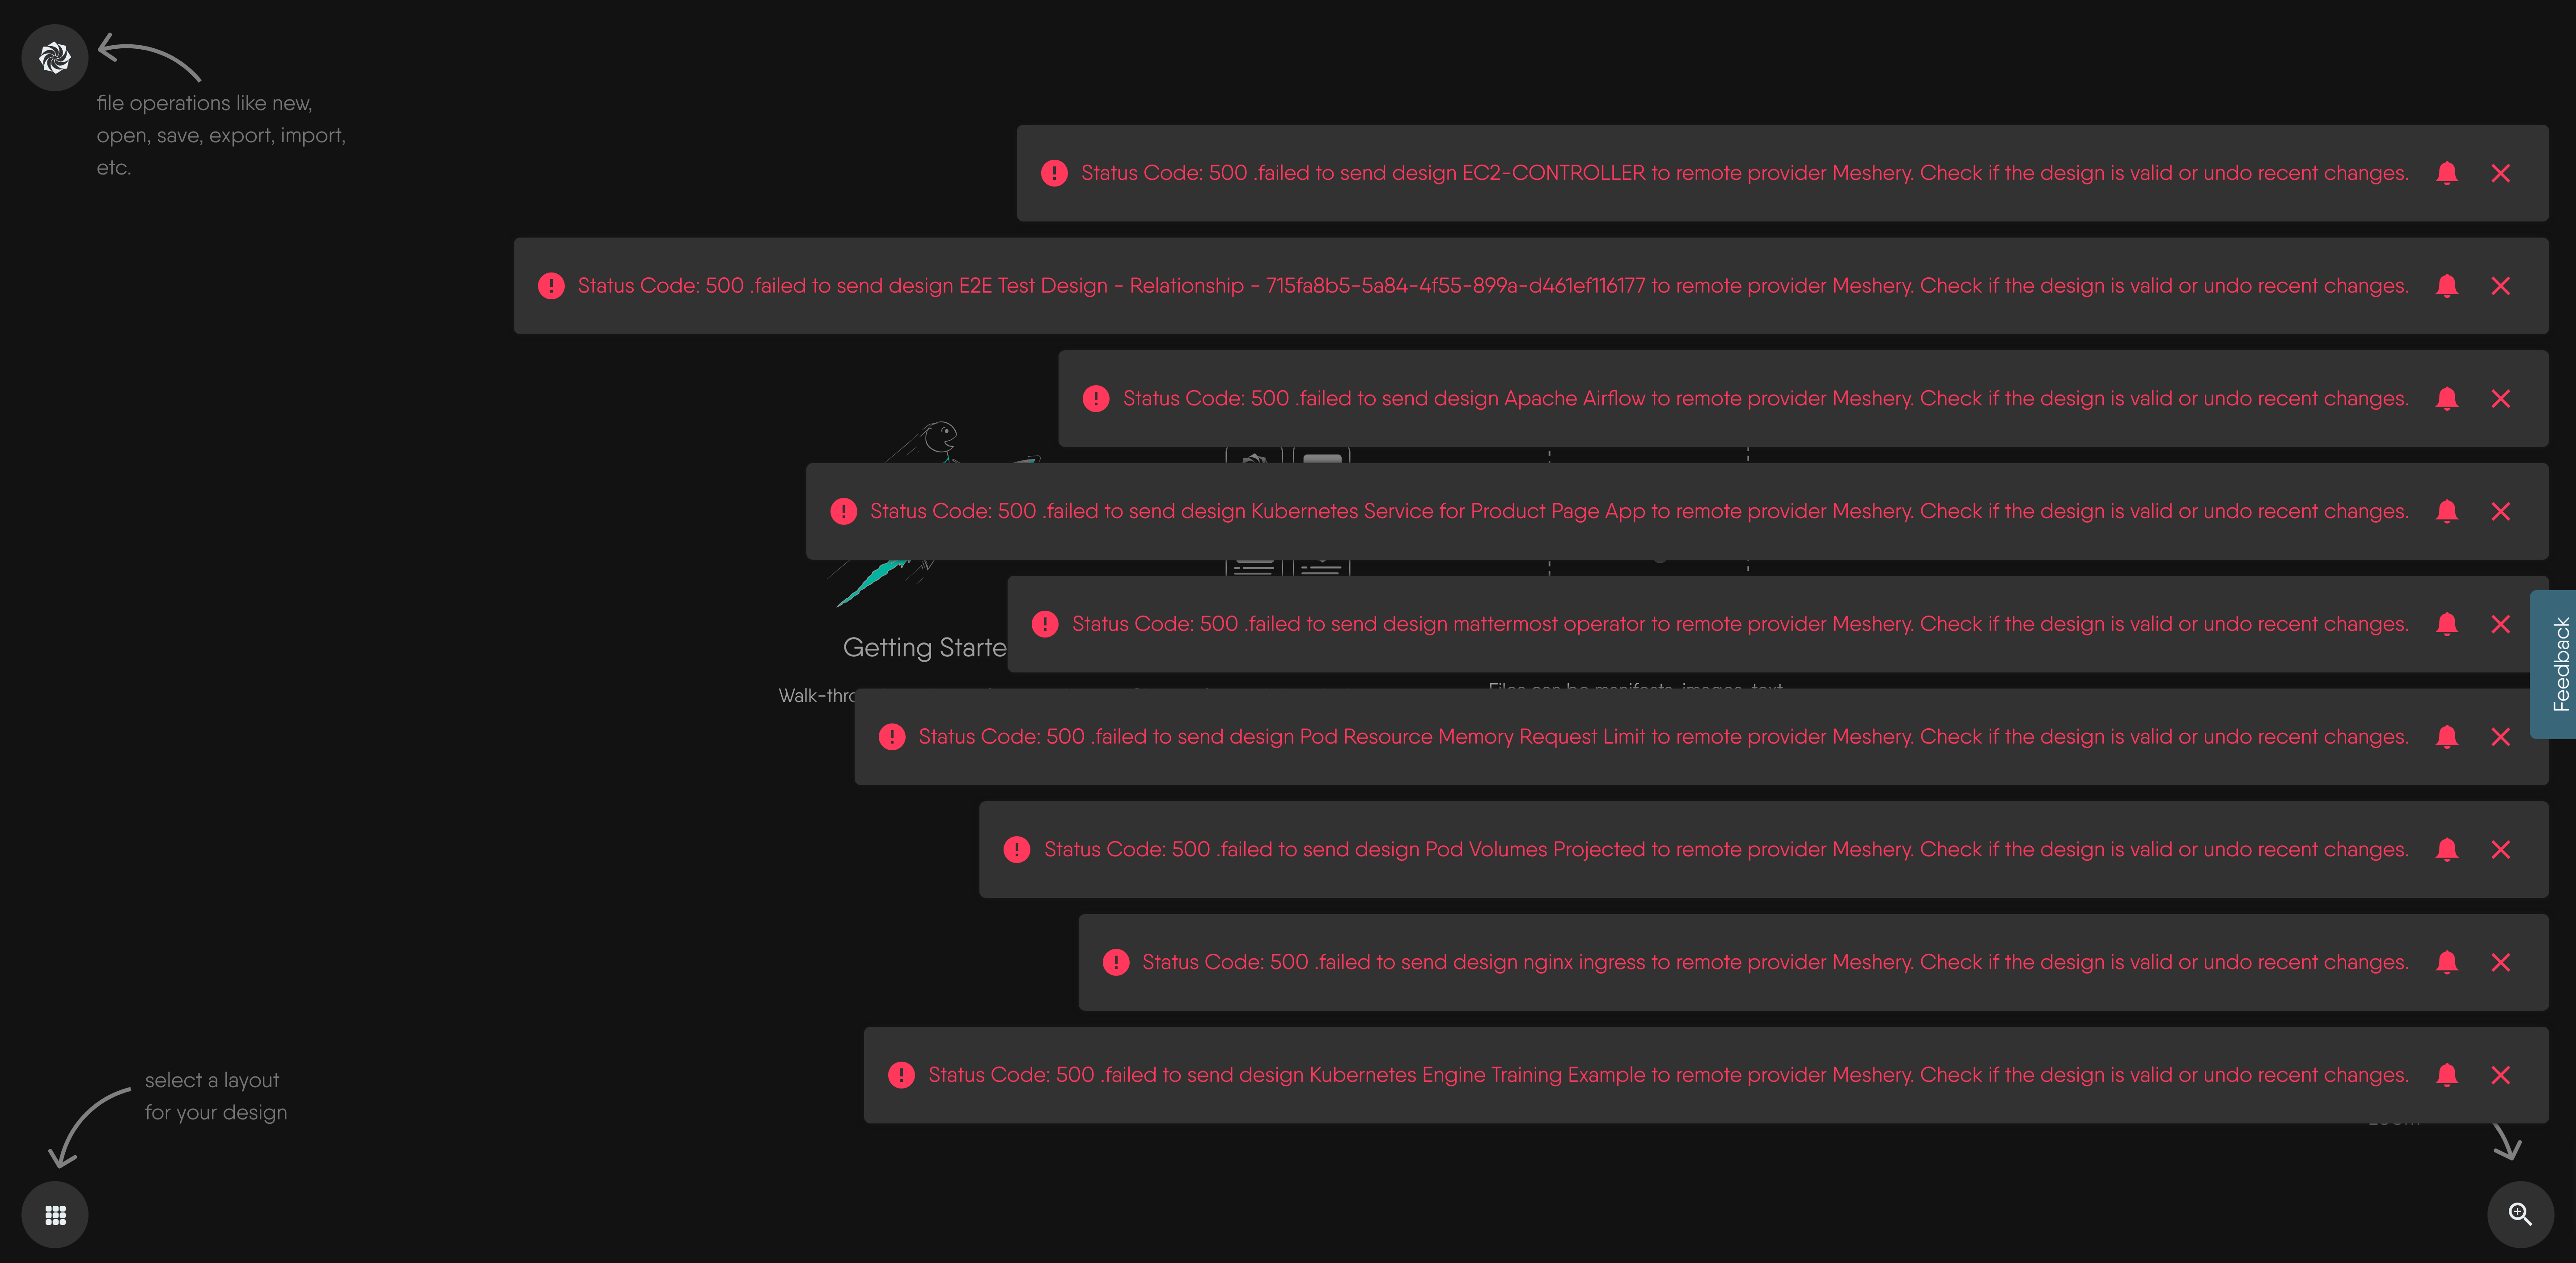 file operations like new,
open, save, export, import,
etc.
Status Code: 500 .failed to send design EC2-CONTROLLER to remote provider Meshery. Check if the design is valid or undo recent changes.
Status Code: 500 .failed to send design E2E Test Design - Relationship - 715fa8b5-5a84-4f55-899a-d461ef116177 to remote provider Meshery. Check if the design is valid or undo recent changes.
Status Code: 500 .failed to send design Apache Airflow to remote provider Meshery. Check if the design is valid or undo recent changes.
Status Code: 500 .failed to send design Kubernetes Service for Product Page App to remote provider Meshery. Check if the design is valid or undo recent changes.
Status Code: 500 .failed to send design mattermost operator to remote provider Meshery. Check if the design is valid or undo recent changes.
Getting Starte
Feedback
Walk-thro
Files can be manifests, images, text
Status Code: 500 .failed to send design Pod Resource Memory Request Limit to remote provider Meshery. Check if the design is valid or undo recent changes.
Status Code: 500 .failed to send design Pod Volumes Projected to remote provider Meshery. Check if the design is valid or undo recent changes.
Status Code: 500 .failed to send design nginx ingress to remote provider Meshery. Check if the design is valid or undo recent changes.
Status Code: 500 .failed to send design Kubernetes Engine Training Example to remote provider Meshery. Check if the design is valid or undo recent changes.
select a layout
for your design